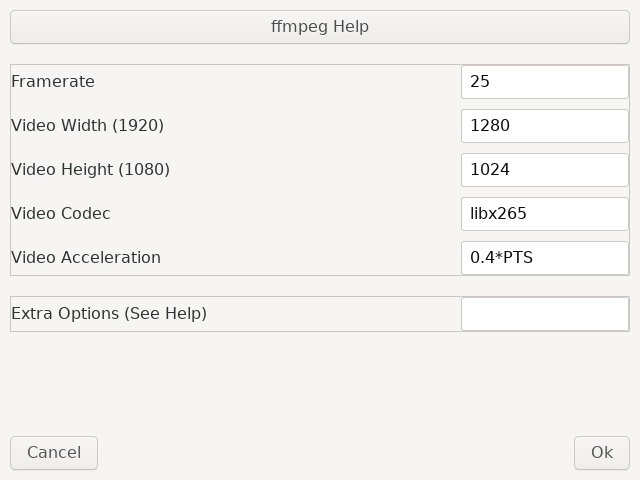 ffmpeg Help
Framerate 25
Video Width (1920) 1280
Video Height (1080) 1024
Video Codec libx265
Video Acceleration 0.4*PTS
Extra Options (See Help)
Cancel Ok